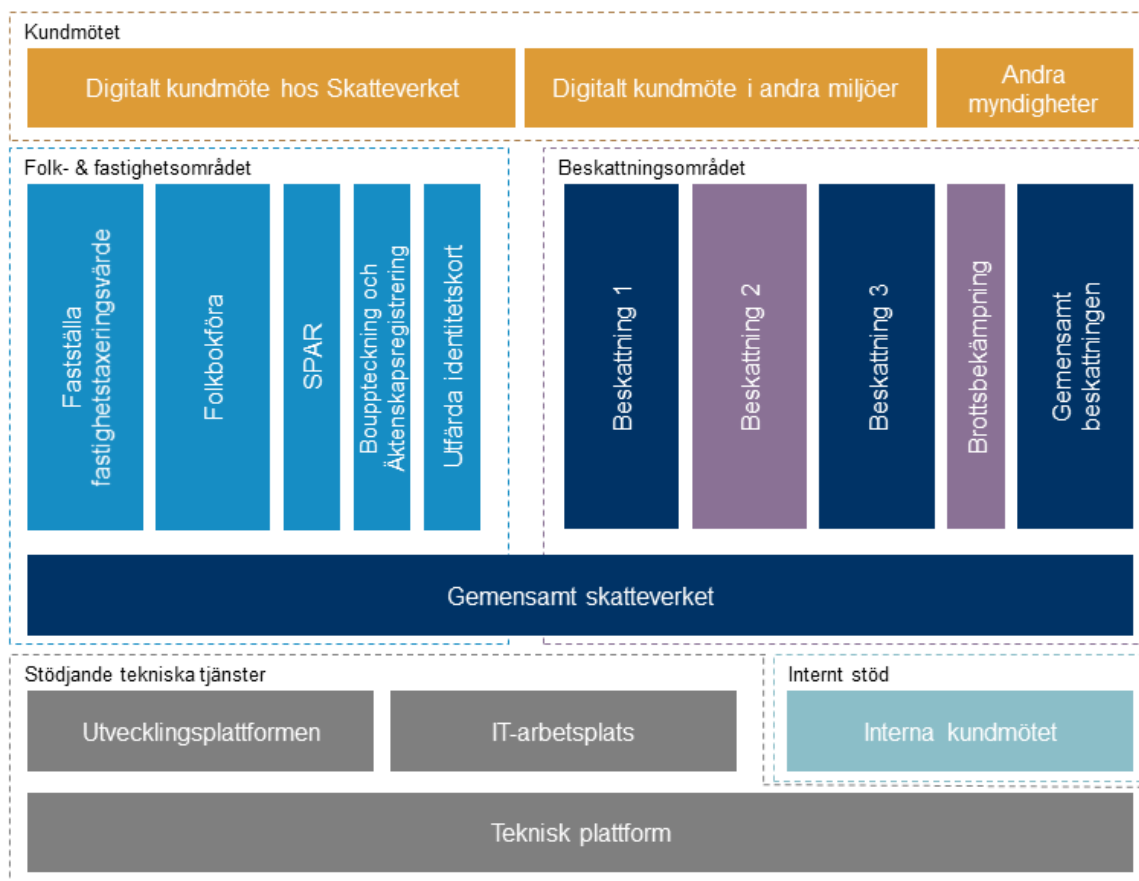 Kundmötet
Digitalt kundmöte hos Skatteverket
Digitalt kundmöte i andra miljöer
Andra
myndigheter
Folk- & fastighetsområdet
Fastställa
fastighetstaxeringsvärde
Folkbokföra
SPAR
Bouppteckning och
Äktenskapsregistrering
Utfärda identitetskort
Beskattningsområdet
Beskattning 1
Beskattning 2
Beskattning 3
Brottsbekämpning
Gemensamt
beskattningen
Gemensamt skatteverket
Stödjande tekniska tjänster
Utvecklingsplattformen
IT-arbetsplats
Internt stöd
Interna kundmötet
Teknisk plattform